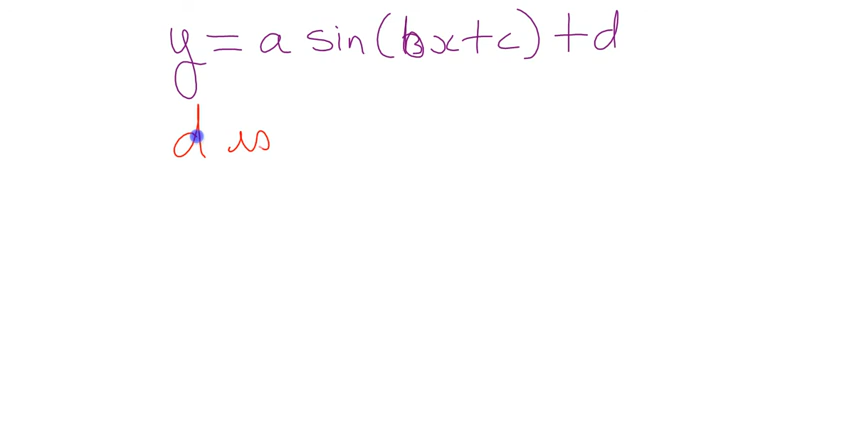 y = a sin(bx+c) + d
d is